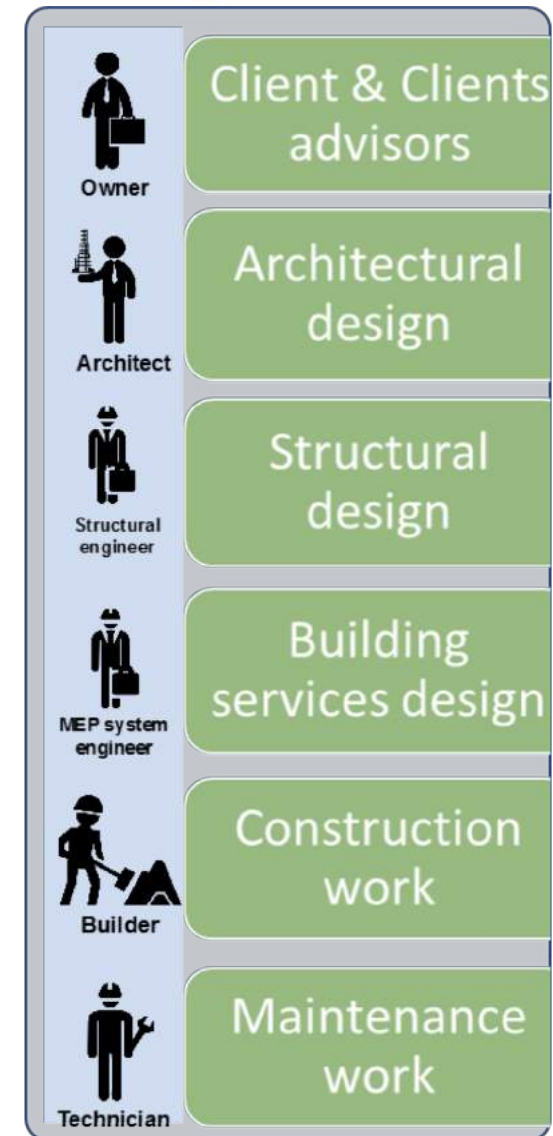 Client & Clients
advisors
Owner
Architectural
design
Architect
Structural
design
Structural
engineer
Building
services design
MEP system
engineer
Construction
work
Builder
Maintenance
work
Technician